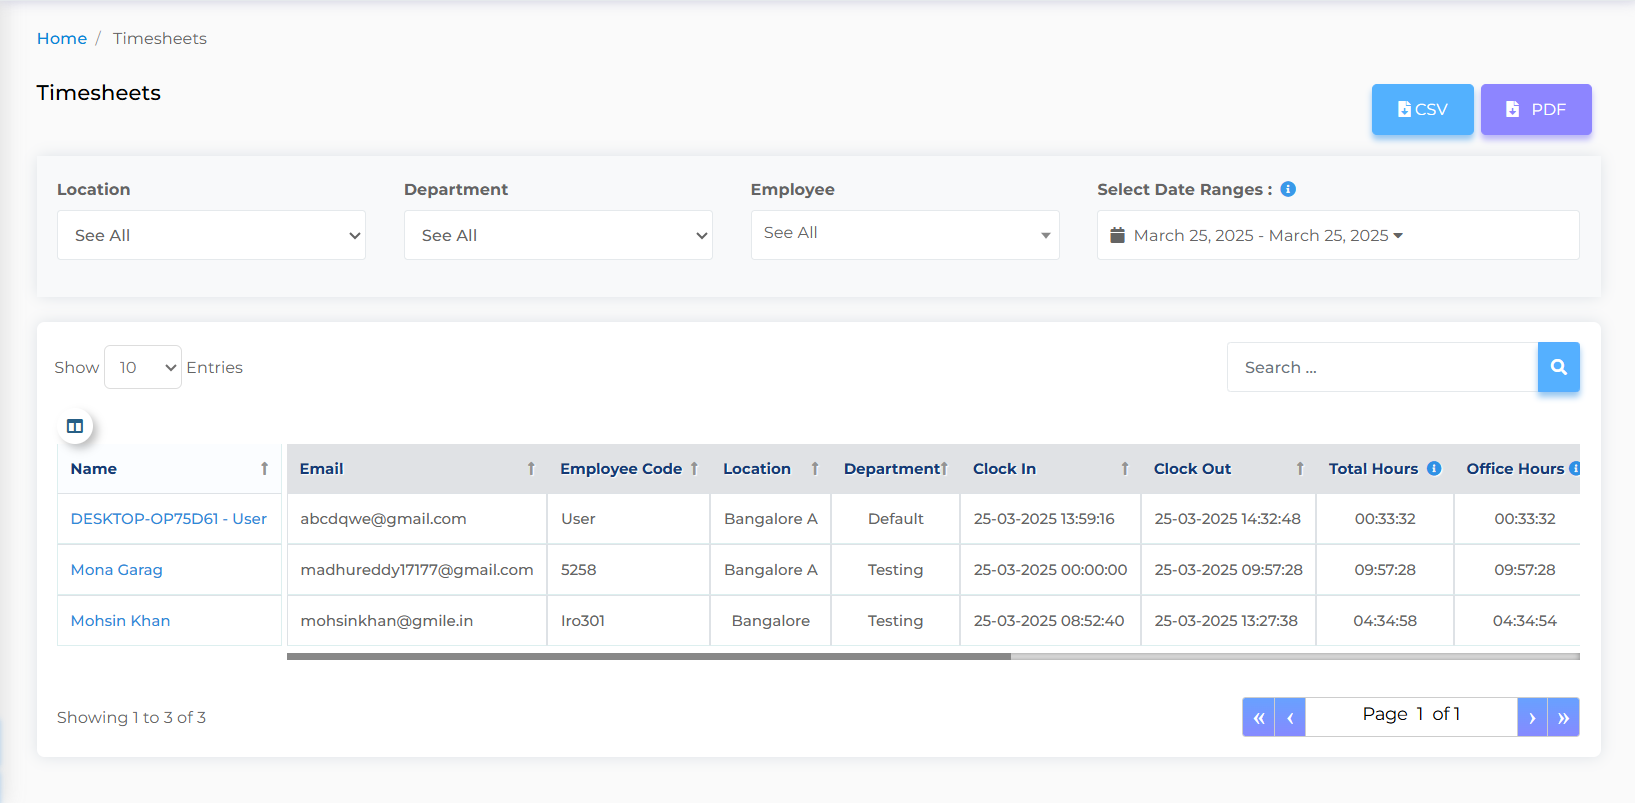 Home / Timesheets
Timesheets
CSV PDF
Location Department Employee Select Date Ranges :
See All See All See All March 25, 2025 - March 25, 2025
Show 10 Entries Search ...
Name Email Employee Code Location Department Clock In Clock Out Total Hours Office Hours
DESKTOP-OP75D61 - User abcdqwe@gmail.com User Bangalore A Default 25-03-2025 13:59:16 25-03-2025 14:32:48 00:33:32 00:33:32
Mona Garag madhureddy17177@gmail.com 5258 Bangalore A Testing 25-03-2025 00:00:00 25-03-2025 09:57:28 09:57:28 09:57:28
Mohsin Khan mohsinkhan@gmile.in Iro301 Bangalore Testing 25-03-2025 08:52:40 25-03-2025 13:27:38 04:34:58 04:34:54
Showing 1 to 3 of 3 « ‹ Page 1 of 1 › »